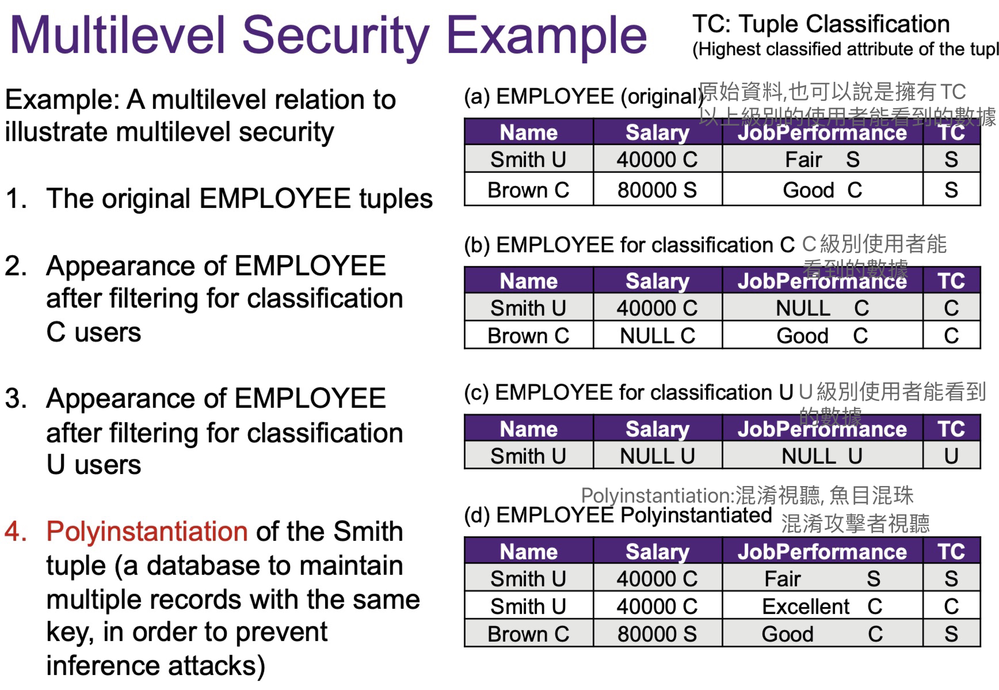 Multilevel Security Example
TC: Tuple Classification
(Highest classified attribute of the tupl
Example: A multilevel relation to
illustrate multilevel security
1. The original EMPLOYEE tuples
2. Appearance of EMPLOYEE
after filtering for classification
C users
3. Appearance of EMPLOYEE
after filtering for classification
U users
4. Polyinstantiation of the Smith
tuple (a database to maintain
multiple records with the same
key, in order to prevent
inference attacks)
(a) EMPLOYEE (original)
原始資料,也可以說是擁有TC
以上級別的使用者能看到的數據
Name Salary JobPerformance TC
Smith U 40000 C Fair S S
Brown C 80000 S Good C S
(b) EMPLOYEE for classification C
C級別使用者能
看到的數據
Name Salary JobPerformance TC
Smith U 40000 C NULL C C
Brown C NULL C Good C C
(c) EMPLOYEE for classification U
U級別使用者能看到
的數據
Name Salary JobPerformance TC
Smith U NULL U NULL U U
Polyinstantiation:混淆視聽, 魚目混珠
(d) EMPLOYEE Polyinstantiated
混淆攻擊者視聽
Name Salary JobPerformance TC
Smith U 40000 C Fair S S
Smith U 40000 C Excellent C C
Brown C 80000 S Good C S